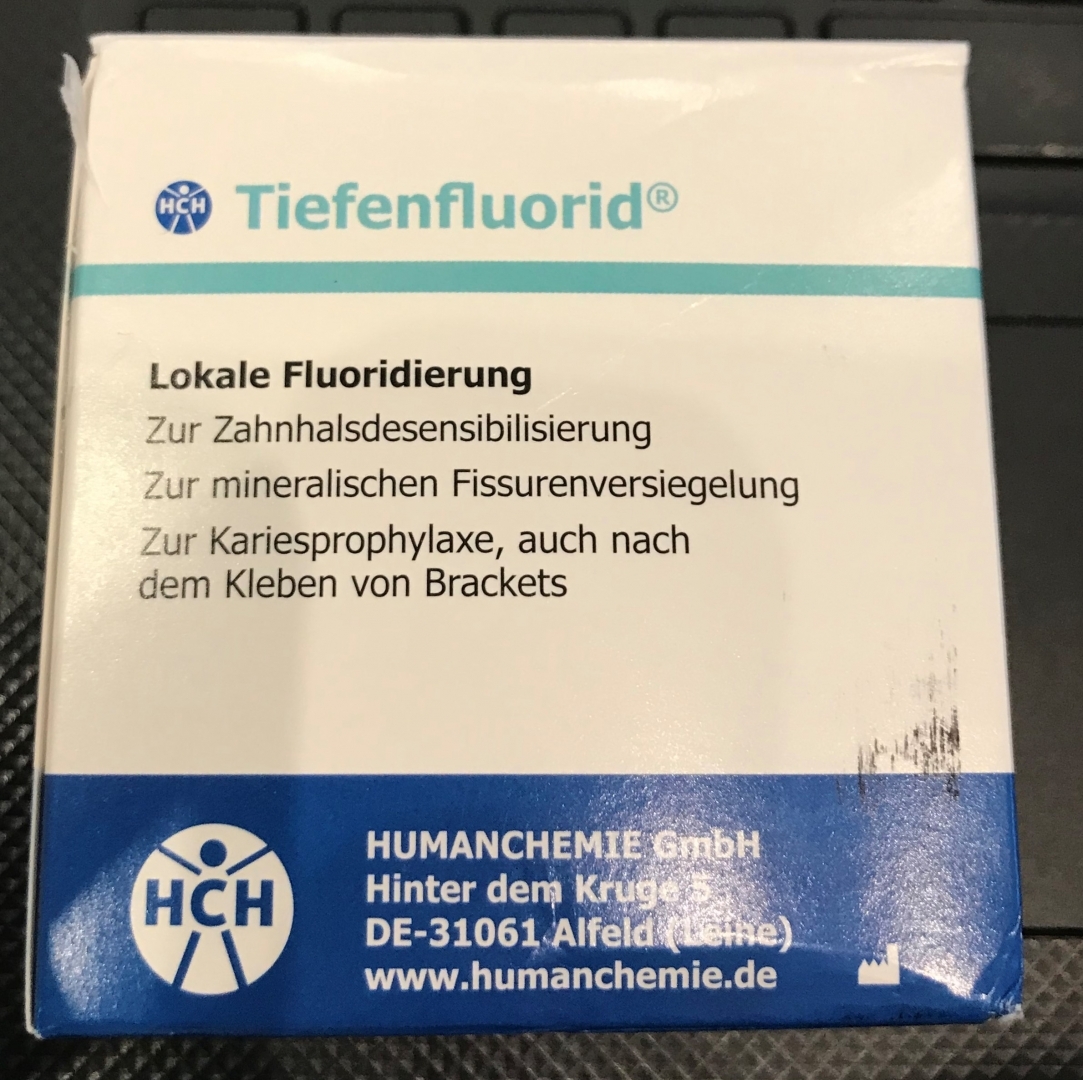 HCH Tiefenfluorid®
Lokale Fluoridierung
Zur Zahnhalsdesensibilisierung
Zur mineralischen Fissurenversiegelung
Zur Kariesprophylaxe, auch nach
dem Kleben von Brackets
HCH
HUMANCHEMIE GmbH
Hinter dem Kruge 5
DE-31061 Alfeld (Leine)
www.humanchemie.de